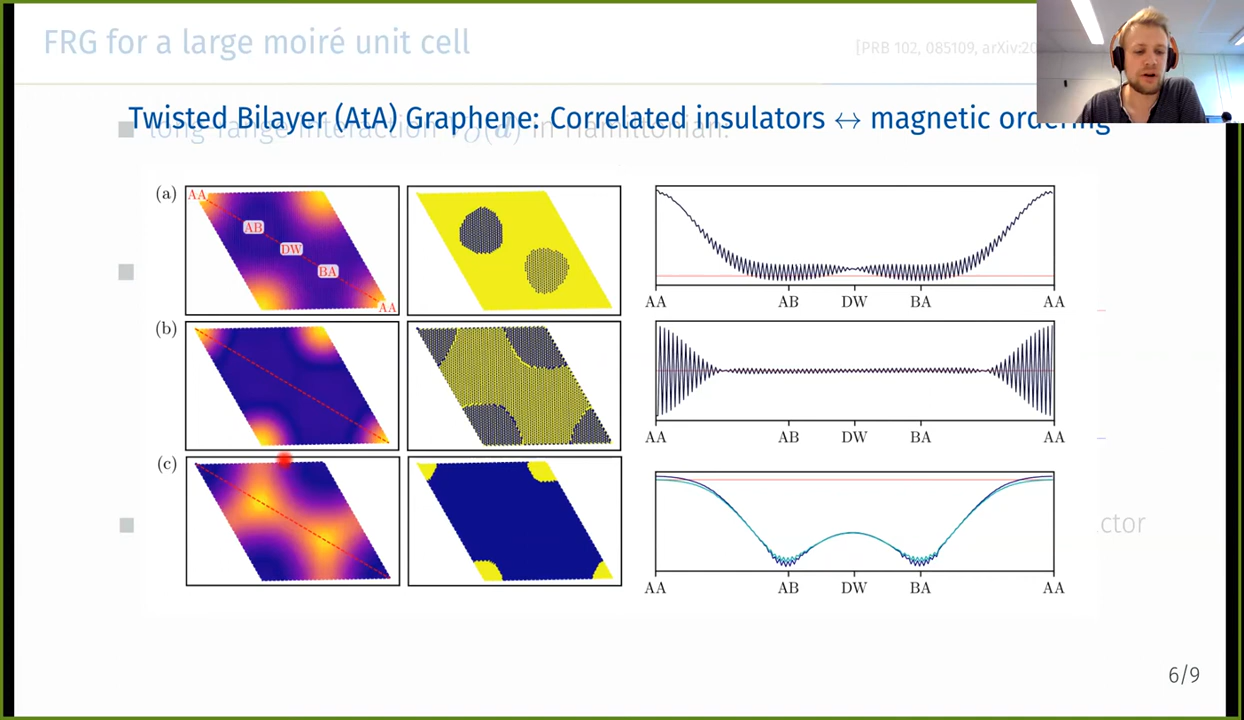 FRG for a large moiré unit cell
[PRB 102, 085109, arXiv:20
Twisted Bilayer (AtA) Graphene: Correlated insulators ↔ magnetic ordering
long-range interaction in Hamiltonian:
(a)
AA
AB
DW
BA
AA
AA AB DW BA AA
(b)
AA AB DW BA AA
(c)
ctor
AA AB DW BA AA
6/9